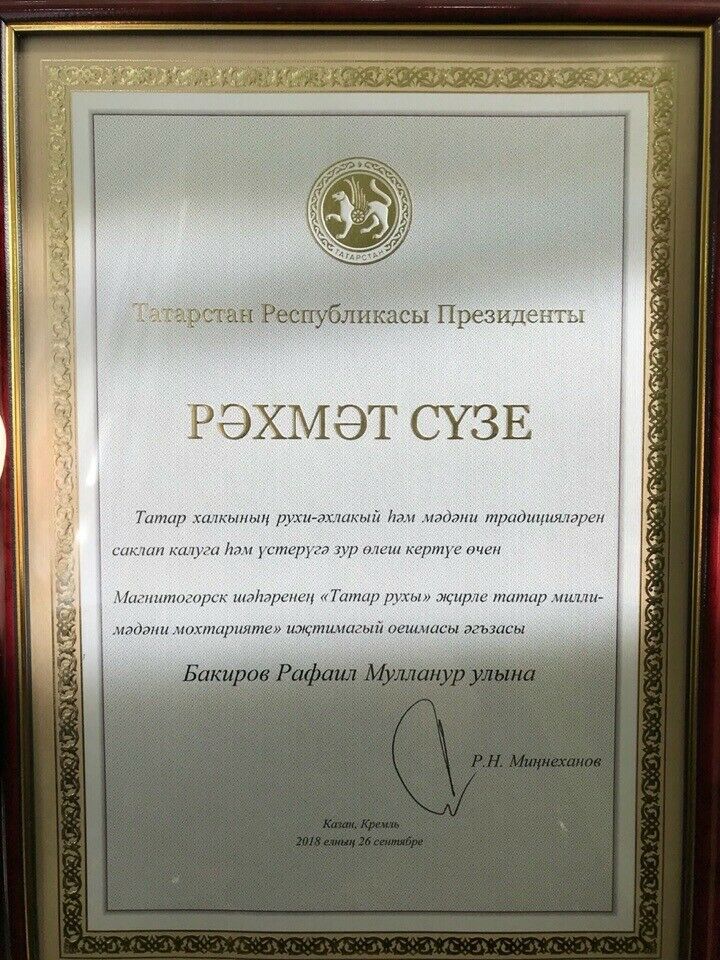 ТАТАРСТАН
Татарстан Республикасы Президенты
РӘХМӘТ СҮЗЕ
Татар халкының рухи-әхлакый һәм мәдәни традицияләрен
саклап калуга һәм үстерүгә зур өлеш кертүе өчен
Магнитогорск шәһәренең «Татар рухы» җирле татар милли-
мәдәни мохтарияте» иҗтимагый оешмасы әгъзасы
Бакиров Рафаил Мулланур улына
Р.Н. Миңнеханов
Казан, Кремль
2018 елның 26 сентябре